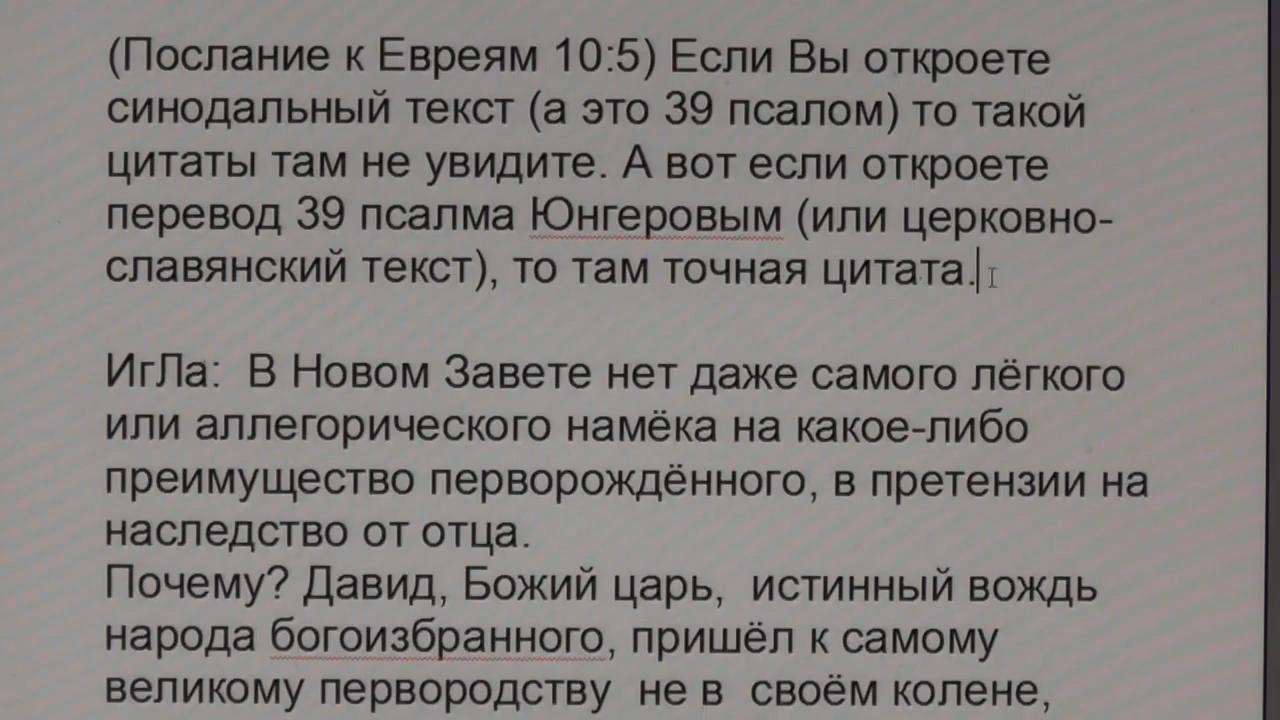 (Послание к Евреям 10:5) Если Вы откроете
синодальный текст (а это 39 псалом) то такой
цитаты там не увидите. А вот если откроете
перевод 39 псалма Юнгеровым (или церковно-
славянский текст), то там точная цитата.
ИгЛа:  В Новом Завете нет даже самого лёгкого
или аллегорического намёка на какое-либо
преимущество перворождённого, в претензии на
наследство от отца.
Почему? Давид, Божий царь,  истинный вождь
народа богоизбранного, пришёл к самому
великому первородству  не в  своём колене,